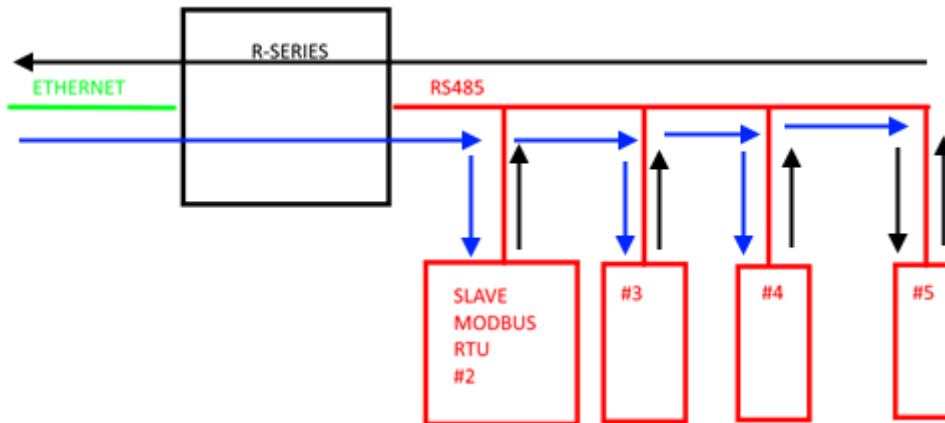 R-SERIES
ETHERNET
RS485
SLAVE
MODBUS
RTU
#2
#3
#4
#5